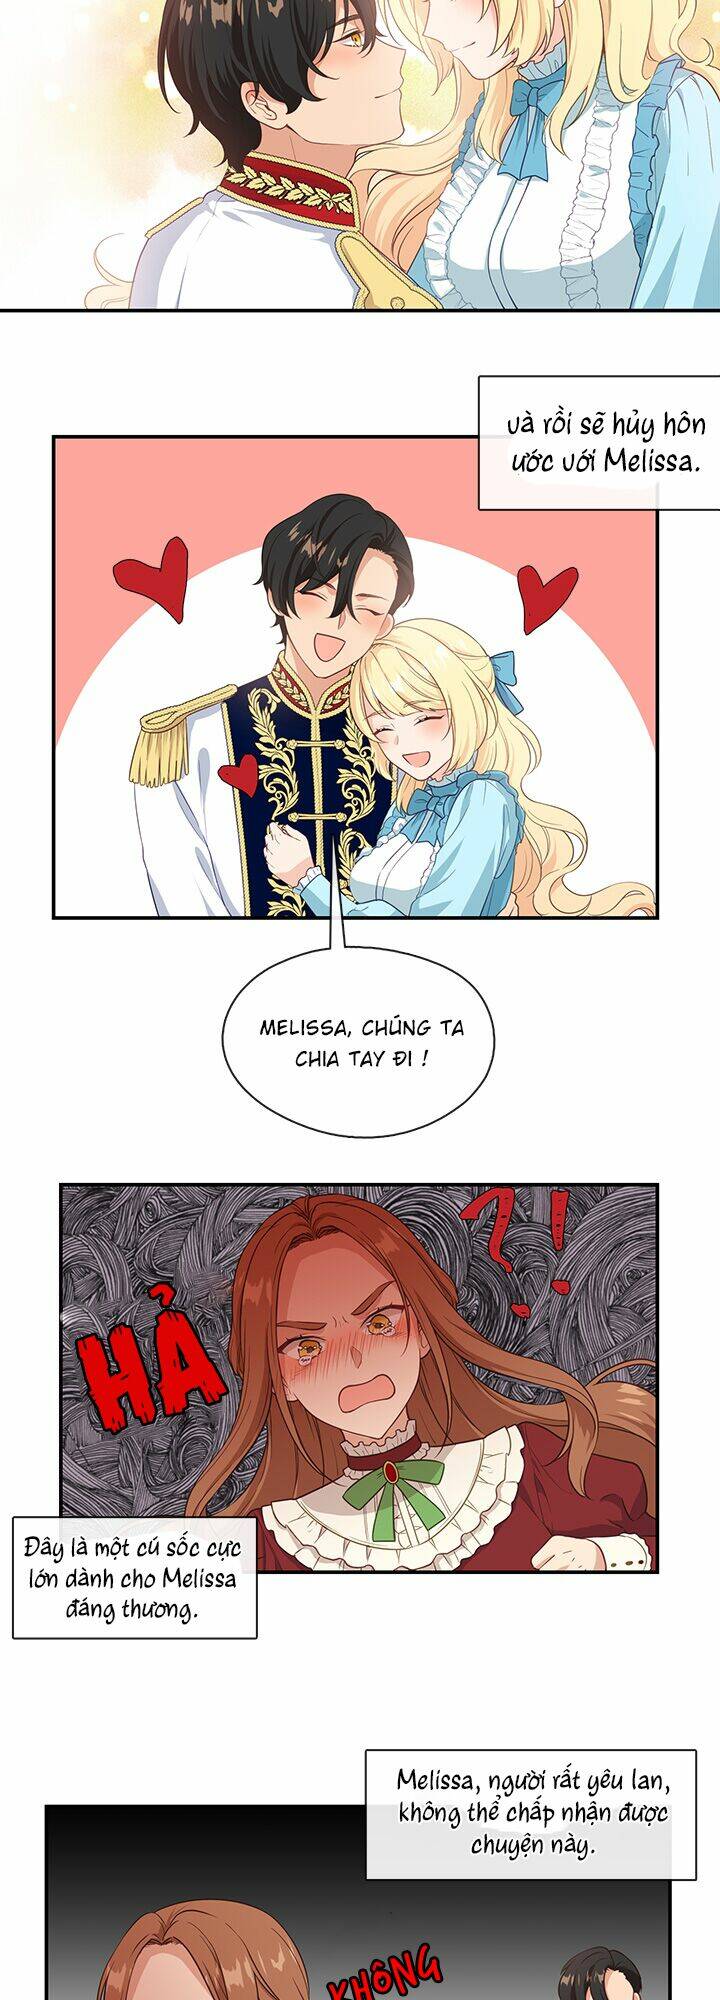 và rồi sẽ hủy hôn
ước với Melissa.
MELISSA, CHÚNG TA
CHIA TAY ĐI !
?!
HẢ
Đây là một cú sốc cực
lớn dành cho Melissa
đáng thương.
Melissa, người rất yêu lan,
không thể chấp nhận được
chuyện này.
KHÔNG